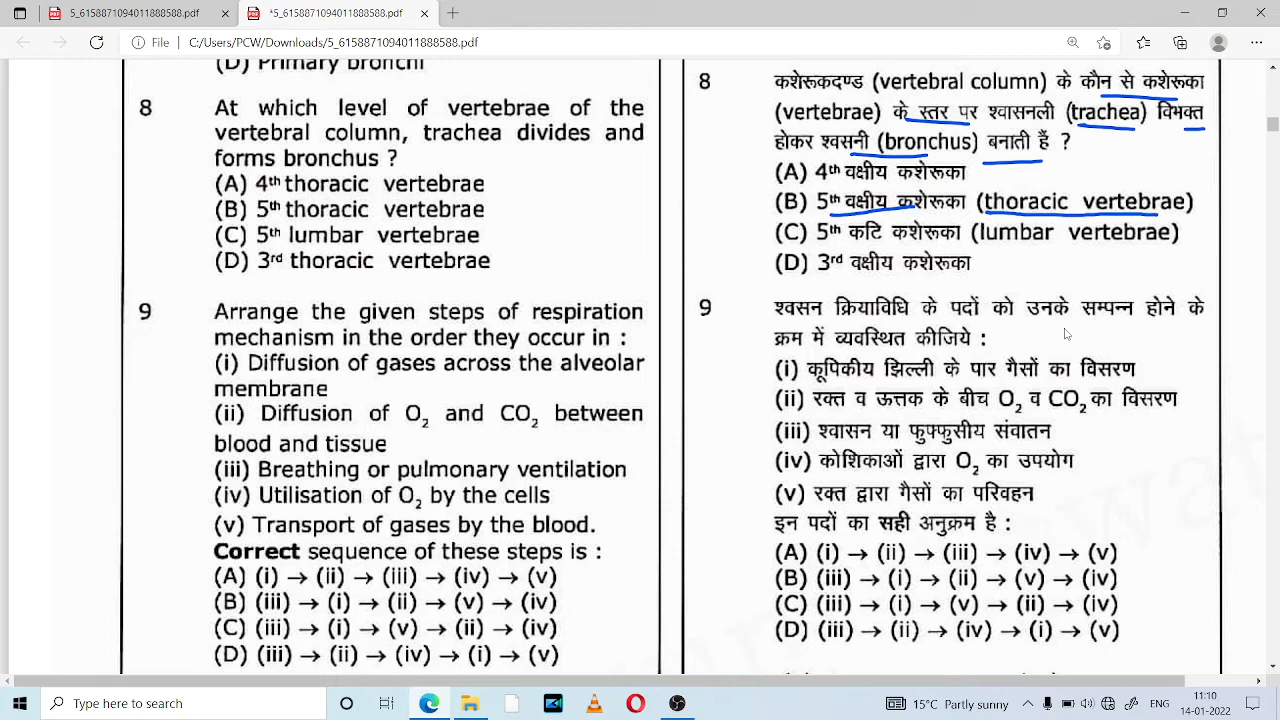 5_6158871094011888588.pdf
*5_6158871094011888588.pdf
File | C:/Users/PCW/Downloads/5_6158871094011888588.pdf
(D) Primary bronchi
8 At which level of vertebrae of the
vertebral column, trachea divides and
forms bronchus ?
(A) 4th thoracic vertebrae
(B) 5th thoracic vertebrae
(C) 5th lumbar vertebrae
(D) 3rd thoracic vertebrae
9 Arrange the given steps of respiration
mechanism in the order they occur in :
(i) Diffusion of gases across the alveolar
membrane
(ii) Diffusion of O2 and CO2 between
blood and tissue
(iii) Breathing or pulmonary ventilation
(iv) Utilisation of O2 by the cells
(v) Transport of gases by the blood.
Correct sequence of these steps is :
(A) (i) → (ii) → (iii) → (iv) → (v)
(B) (iii) → (i) → (ii) → (v) → (iv)
(C) (iii) → (i) → (v) → (ii) → (iv)
(D) (iii) → (ii) → (iv) → (i) → (v)
8 कशेरूकदण्ड (vertebral column) के कौन से कशेरूका
(vertebrae) के स्तर पर श्वासनली (trachea) विभक्त
होकर श्वसनी (bronchus) बनाती है ?
(A) 4th वक्षीय कशेरूका
(B) 5th वक्षीय कशेरूका (thoracic vertebrae)
(C) 5th कटि कशेरूका (lumbar vertebrae)
(D) 3rd वक्षीय कशेरूका
9 श्वसन क्रियाविधि के पदों को उनके सम्पन्न होने के
क्रम में व्यवस्थित कीजिये :
(i) कूपिकीय झिल्ली के पार गैसों का विसरण
(ii) रक्त व ऊत्तक के बीच O2 व CO2 का विसरण
(iii) श्वासन या फुफ्फुसीय संवातन
(iv) कोशिकाओं द्वारा O2 का उपयोग
(v) रक्त द्वारा गैसों का परिवहन
इन पदों का सही अनुक्रम है :
(A) (i) → (ii) → (iii) → (iv) → (v)
(B) (iii) → (i) → (ii) → (v) → (iv)
(C) (iii) → (i) → (v) → (ii) → (iv)
(D) (iii) → (ii) → (iv) → (i) → (v)
Type here to search
15°C Partly sunny
ENG
11:10
14-01-2022